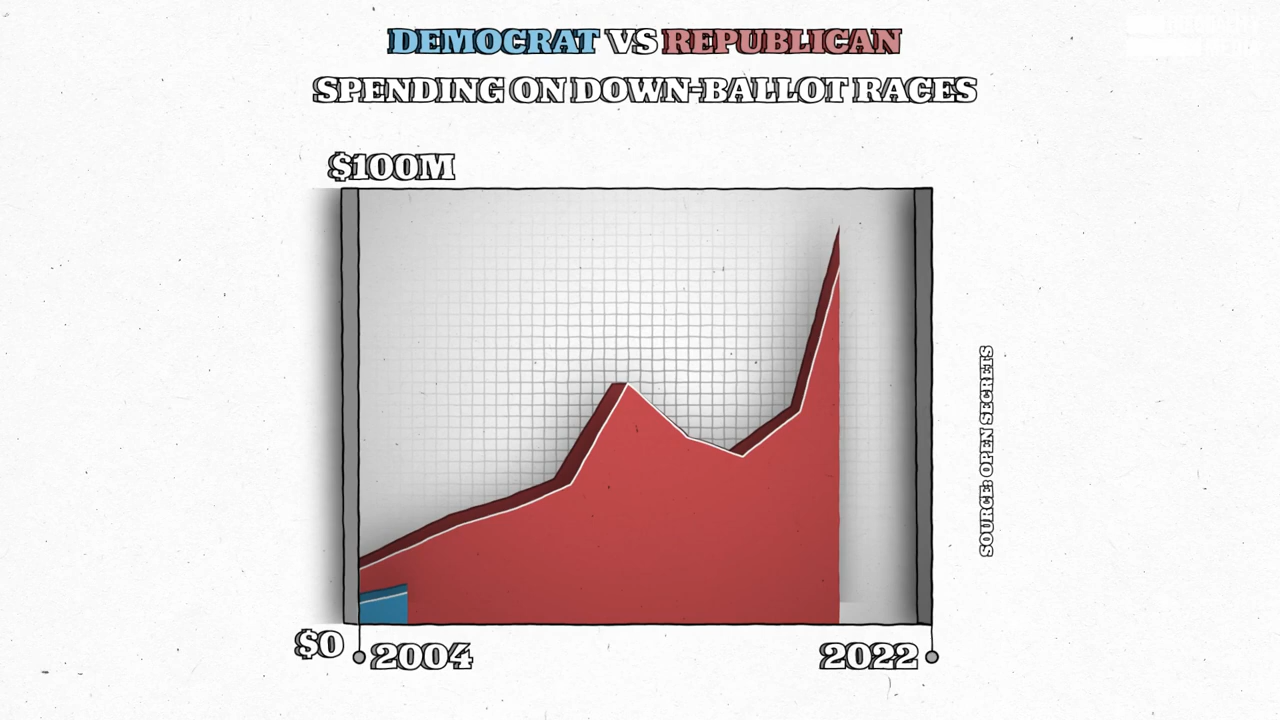 DEMOCRAT VS REPUBLICAN
SPENDING ON DOWN-BALLOT RACES
$100M
SOURCE: OPEN SECRETS
$0
2004
2022